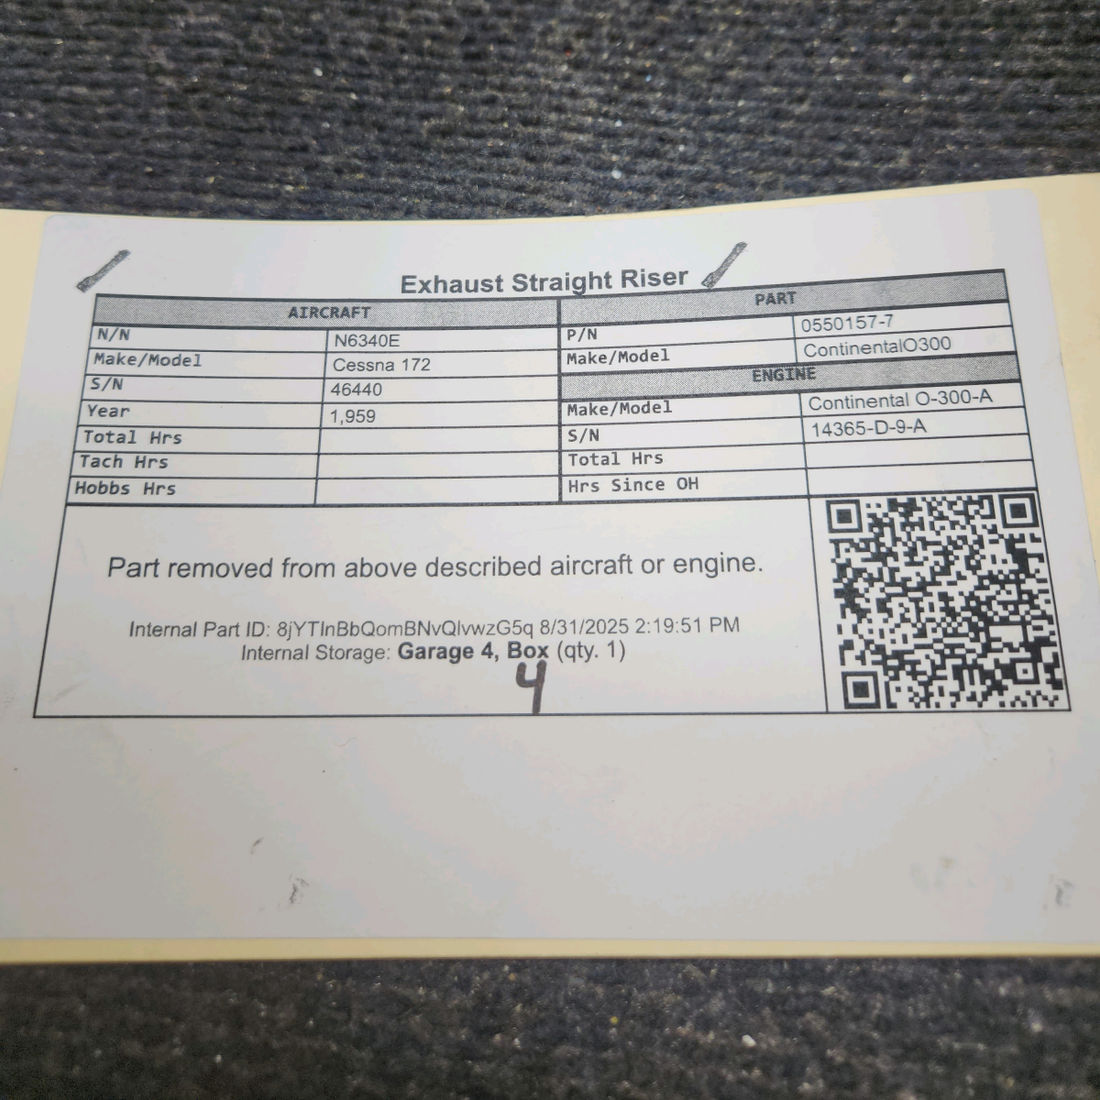 Exhaust Straight Riser
AIRCRAFT
N/N N6340E
Make/Model Cessna 172
S/N 46440
Year 1,959
Total Hrs
Tach Hrs
Hobbs Hrs
PART
P/N 0550157-7
Make/Model ContinentalO300
ENGINE
Make/Model Continental O-300-A
S/N 14365-D-9-A
Total Hrs
Hrs Since OH
Part removed from above described aircraft or engine.
Internal Part ID: 8jYTInBbQomBNvQlvwzG5q 8/31/2025 2:19:51 PM
Internal Storage: Garage 4, Box (qty. 1)
4